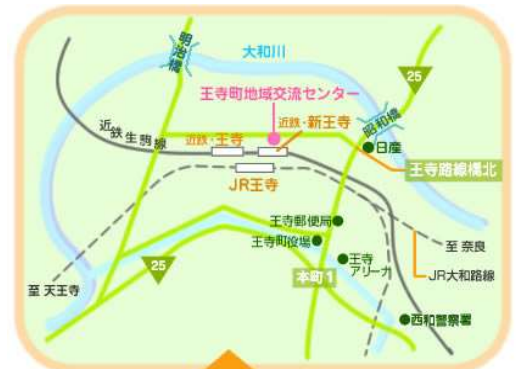 明治橋
大和川
25
王寺町地域交流センター
近鉄生駒線
近鉄・王寺
近鉄・新王寺
昭和橋
日産
王寺路線橋北
JR王寺
王寺郵便局
王寺町役場
至 奈良
25
王寺
アリーナ
本町1
JR大和路線
至 天王寺
西和警察署